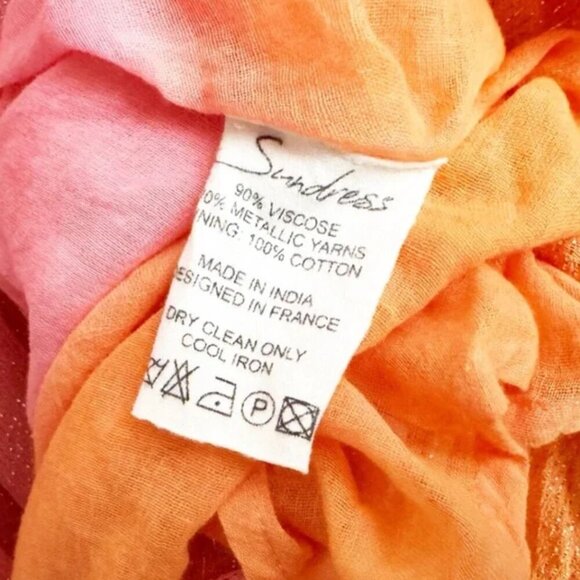 Sundress
90% VISCOSE
0% METALLIC YARNS
NING: 100% COTTON
MADE IN INDIA
ESIGNED IN FRANCE
DRY CLEAN ONLY
COOL IRON
P